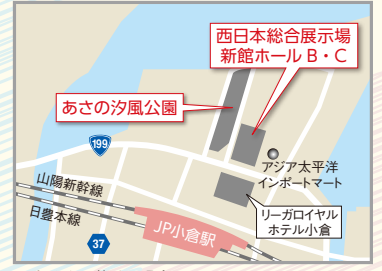 西日本総合展示場
新館ホール B・C
あさの汐風公園
199
アジア太平洋
インポートマート
山陽新幹線
日豊本線
リーガロイヤル
ホテル小倉
JP小倉駅
37